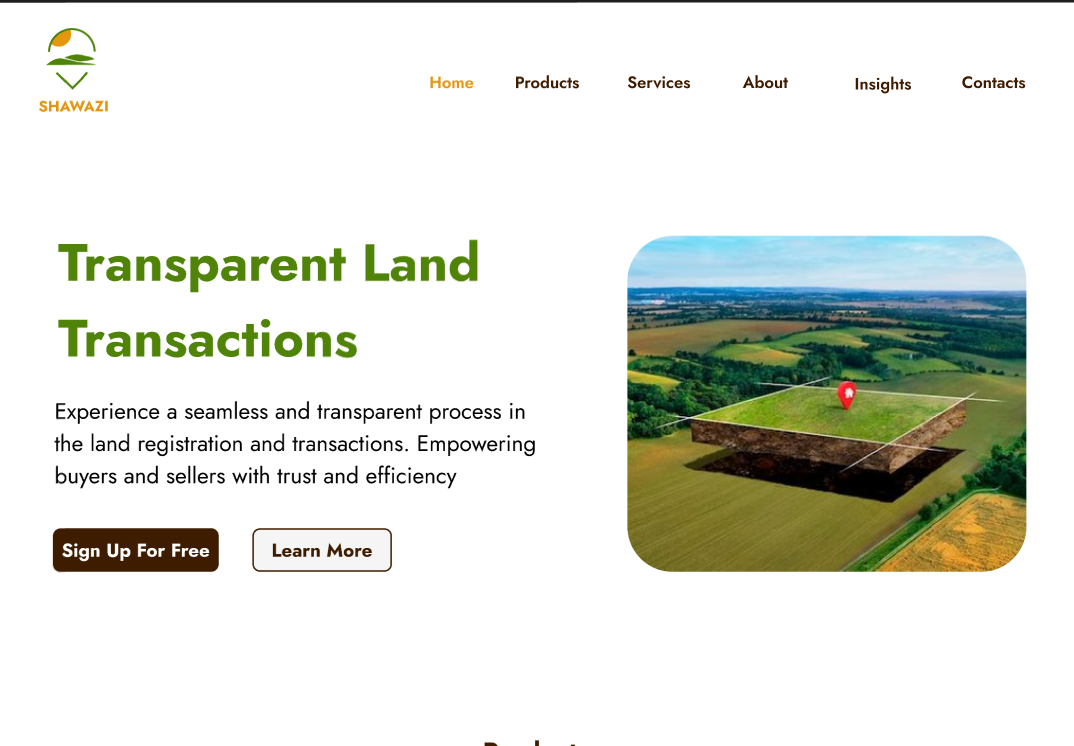 SHAWAZI
Home Products Services About Insights Contacts
Transparent Land
Transactions
Experience a seamless and transparent process in
the land registration and transactions. Empowering
buyers and sellers with trust and efficiency
Sign Up For Free Learn More